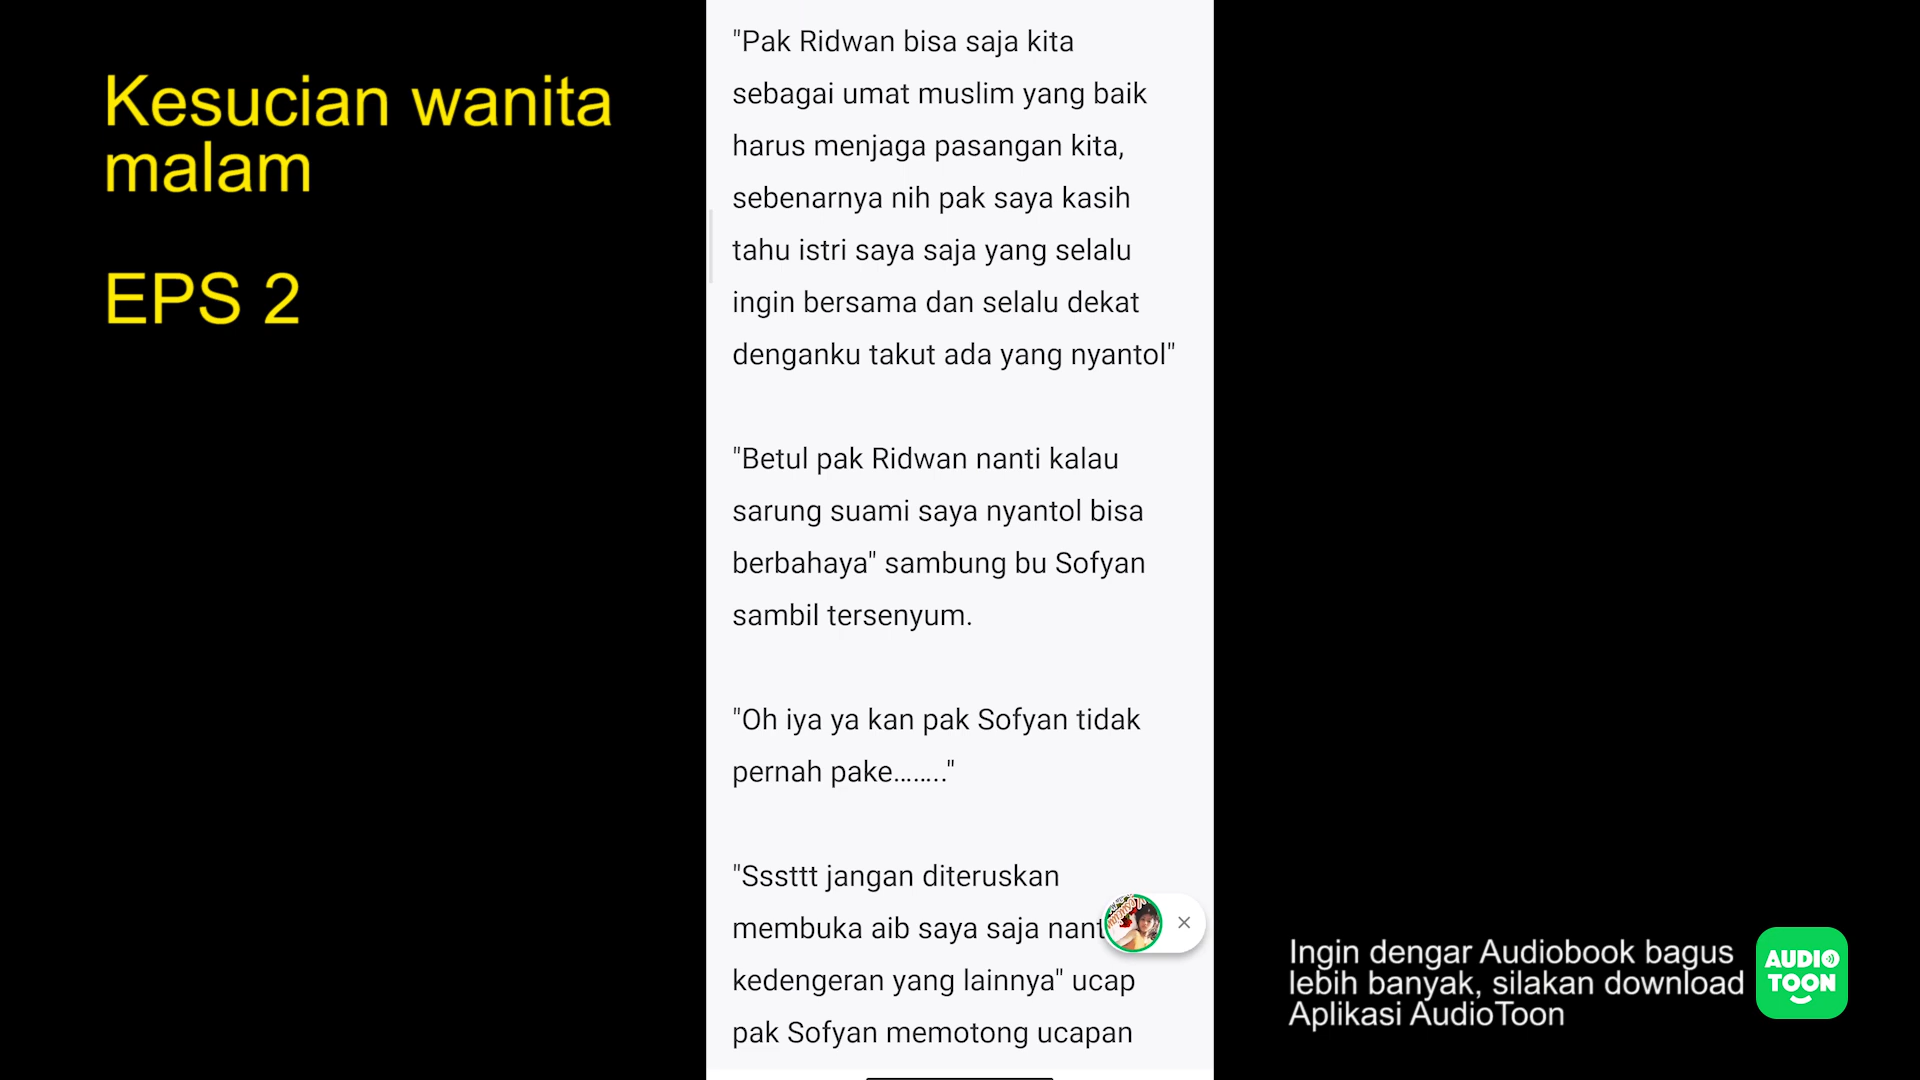 Kesucian wanita
malam
EPS 2
"Pak Ridwan bisa saja kita
sebagai umat muslim yang baik
harus menjaga pasangan kita,
sebenarnya nih pak saya kasih
tahu istri saya saja yang selalu
ingin bersama dan selalu dekat
denganku takut ada yang nyantol"
"Betul pak Ridwan nanti kalau
sarung suami saya nyantol bisa
berbahaya" sambung bu Sofyan
sambil tersenyum.
"Oh iya ya kan pak Sofyan tidak
pernah pake........"
"Sssttt jangan diteruskan
membuka aib saya saja nant
kedengeran yang lainnya" ucap
pak Sofyan memotong ucapan
Ingin dengar Audiobook bagus
lebih banyak, silakan download
Aplikasi AudioToon
AUDIO
TOON